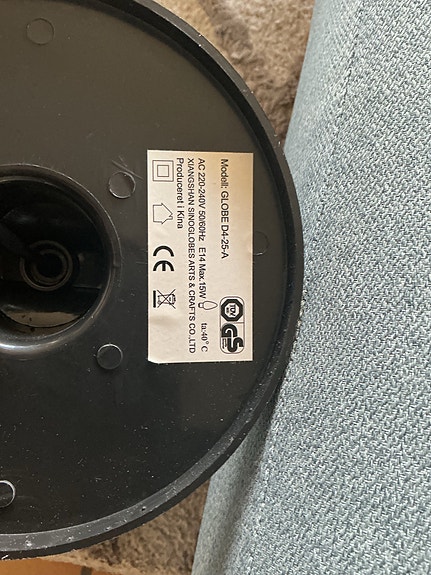 Modell: GLOBE D4-25-A
AC 220-240V 50/60Hz E14 Max.15W ta:40°C
XIANGSHAN SINOGLOBES ARTS & CRAFTS CO.,LTD
Produceret i Kina
CE
TÜV
GS